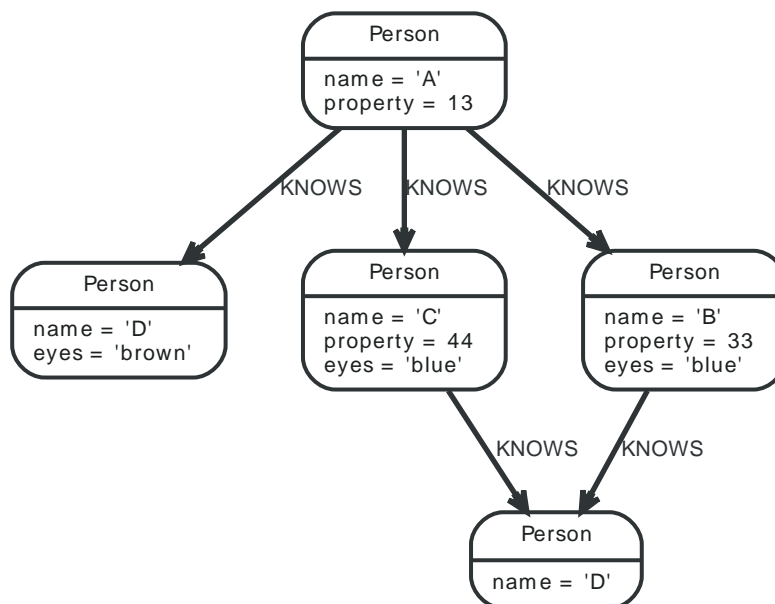 Person
name = 'A'
property = 13
KNOWS
KNOWS
KNOWS
Person
name = 'D'
eyes = 'brown'
Person
name = 'C'
property = 44
eyes = 'blue'
Person
name = 'B'
property = 33
eyes = 'blue'
KNOWS
KNOWS
Person
name = 'D'